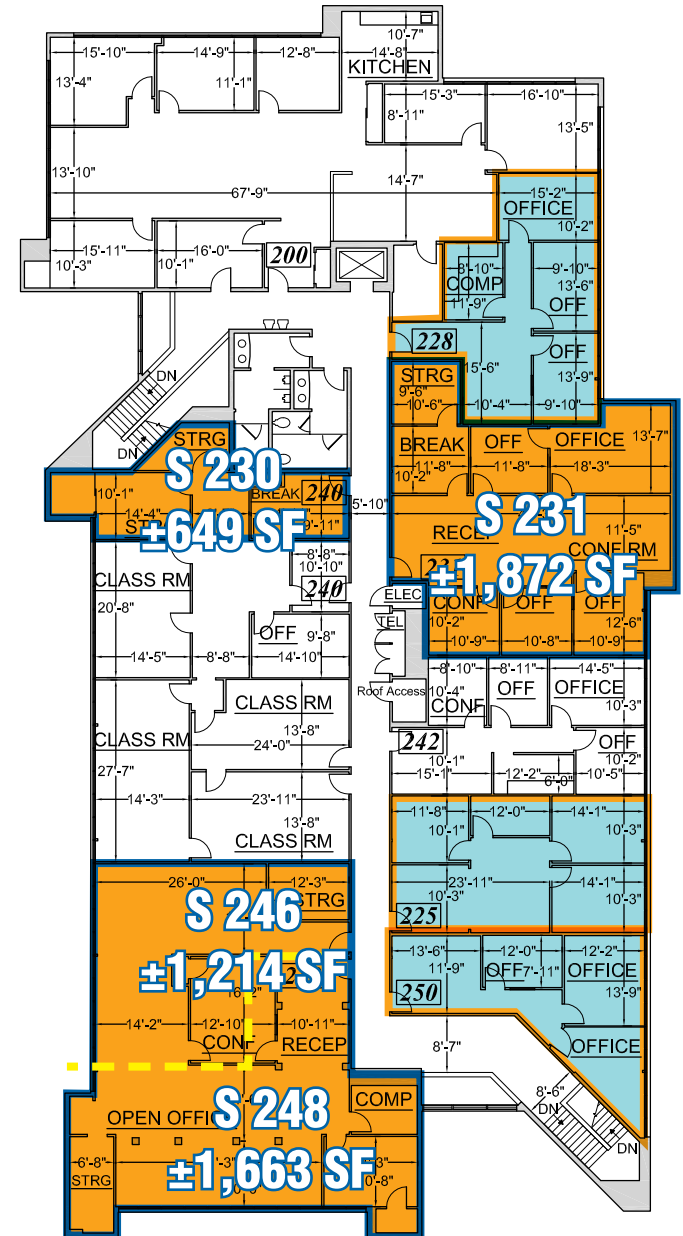 10'-7"
15'-10"
14'-9"
12'-8"
14'-8"
KITCHEN
13'-4"
11'-1"
15'-3"
16'-10"
8'-11"
13'-5"
13'-10"
14'-7"
67'-9"
15'-2"
OFFICE
10'-2"
15'-11"
16'-0"
200
10'-3"
10'-1"
8'-10"
COMP
11'-9"
9'-10"
13'-6"
OFF
228
OFF
15'-6"
13'-9"
DN
STRG
9'-6"
10'-6"
10'-4"
9'-10"
STRG
DN
BREAK
OFF
OFFICE
13'-7"
10'-2"
11'-8"
11'-8"
18'-3"
S 230
±649 SF
10'-1"
14'-4"
BREAK
240
5'-10"
S 231
±1,872 SF
RECEP
11'-5"
CONF RM
8'-8"
10'-10"
240
CLASS RM
20'-8"
ELEC
CONF
OFF
OFF
10'-2"
12'-6"
OFF
9'-8"
TEL
10'-9"
10'-8"
10'-9"
14'-5"
8'-8"
14'-10"
8'-10"
8'-11"
14'-5"
Roof Access
10'-4"
CONF
OFF
OFFICE
10'-3"
CLASS RM
13'-8"
24'-0"
CLASS RM
27'-7"
242
OFF
10'-1"
10'-2"
15'-1"
12'-2"
6'-0"
10'-5"
14'-3"
23'-11"
13'-8"
CLASS RM
11'-8"
12'-0"
14'-1"
10'-1"
10'-3"
26'-0"
12'-3"
STRG
23'-11"
10'-3"
14'-1"
225
S 246
±1,214 SF
13'-6"
11'-9"
12'-0"
OFF
7'-11"
12'-2"
OFFICE
13'-9"
250
14'-2"
12'-10"
CONF
10'-11"
RECEP
8'-7"
OFFICE
8'-6"
DN
DN
COMP
OPEN OFFIC
S 248
±1,663 SF
6'-8"
STRG